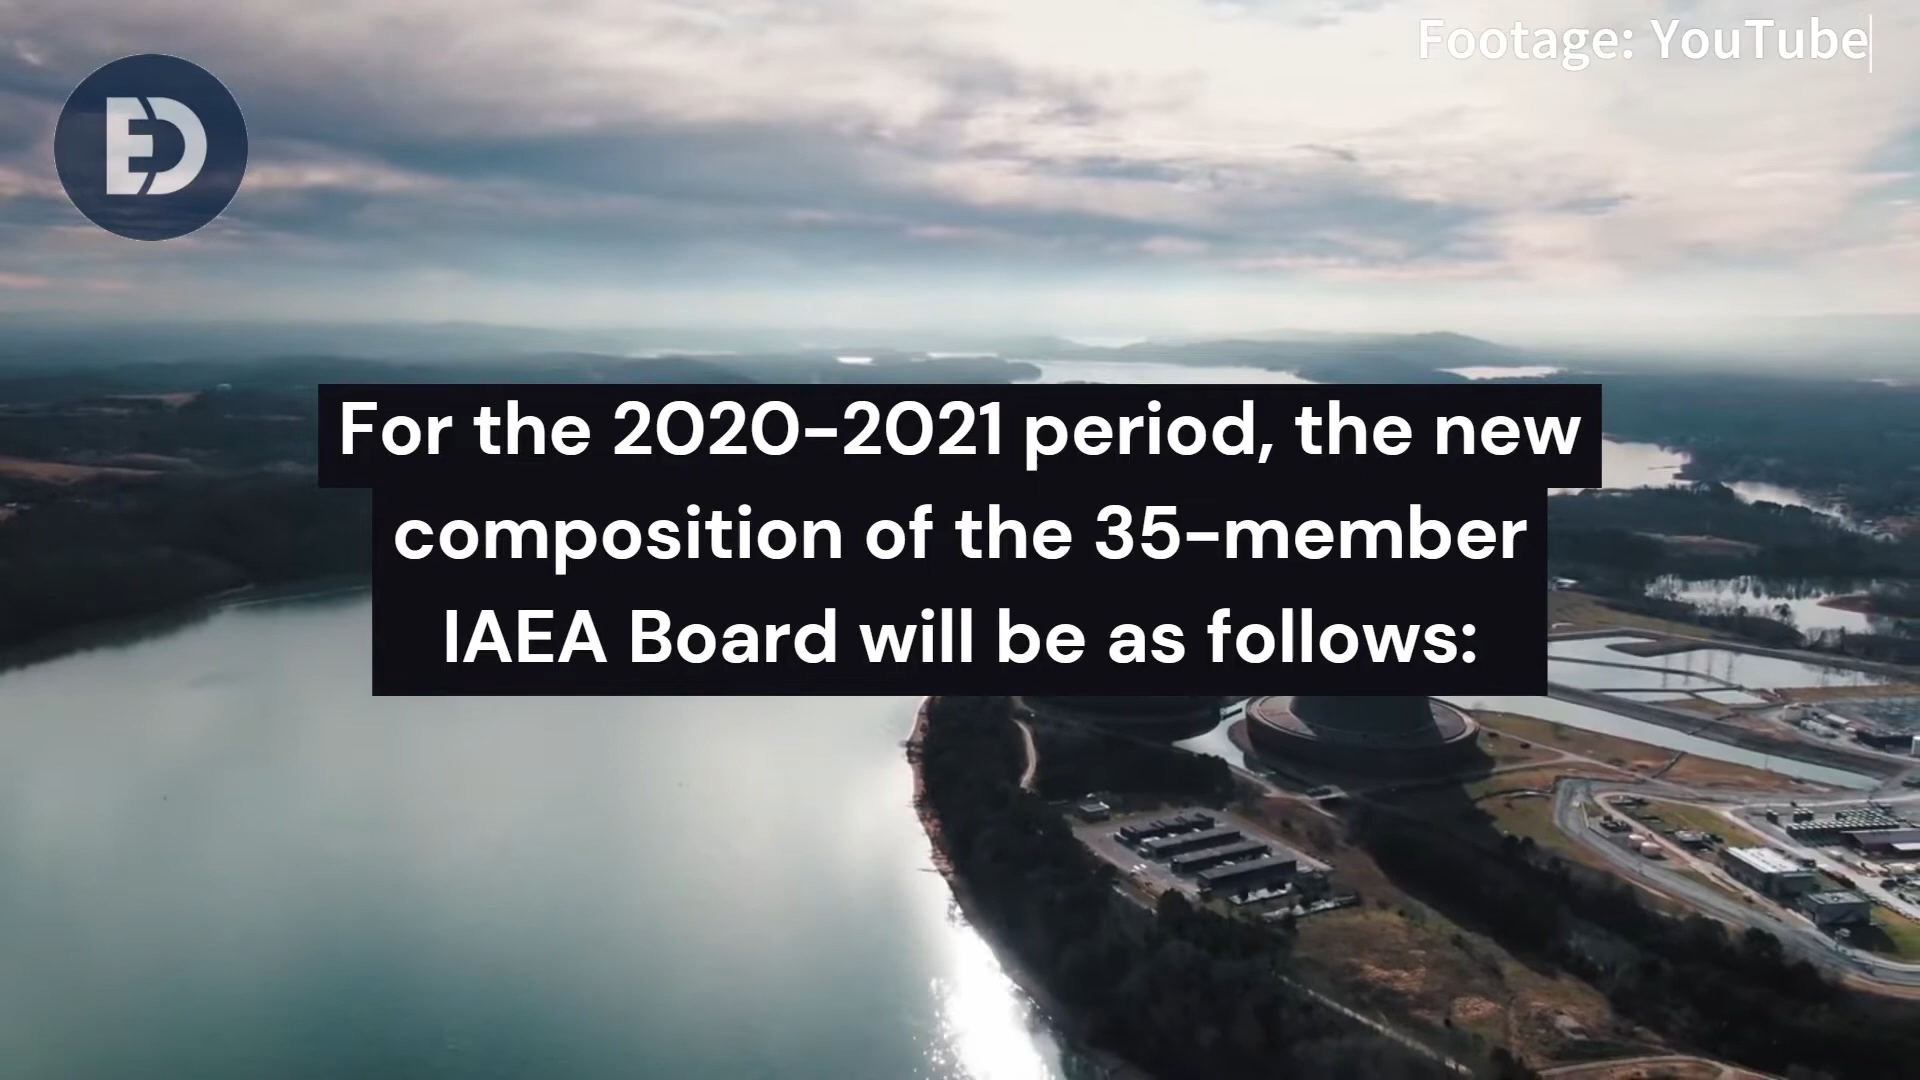 Footage: YouTube
ED
For the 2020-2021 period, the new
composition of the 35-member
IAEA Board will be as follows: